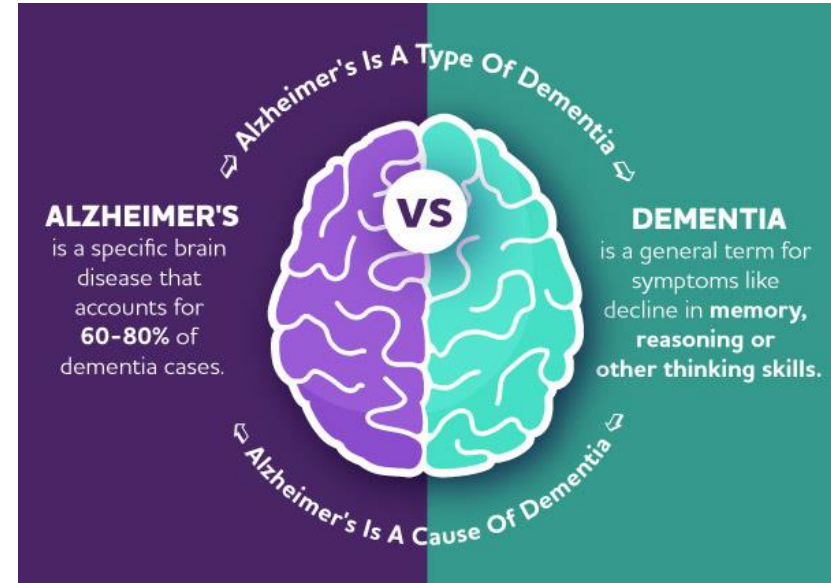 Alzheimer's Is A Type Of Dementia
VS
ALZHEIMER'S
is a specific brain
disease that
accounts for
60-80% of
dementia cases.
DEMENTIA
is a general term for
symptoms like
decline in memory,
reasoning or
other thinking skills.
Alzheimer's Is A Cause Of Dementia